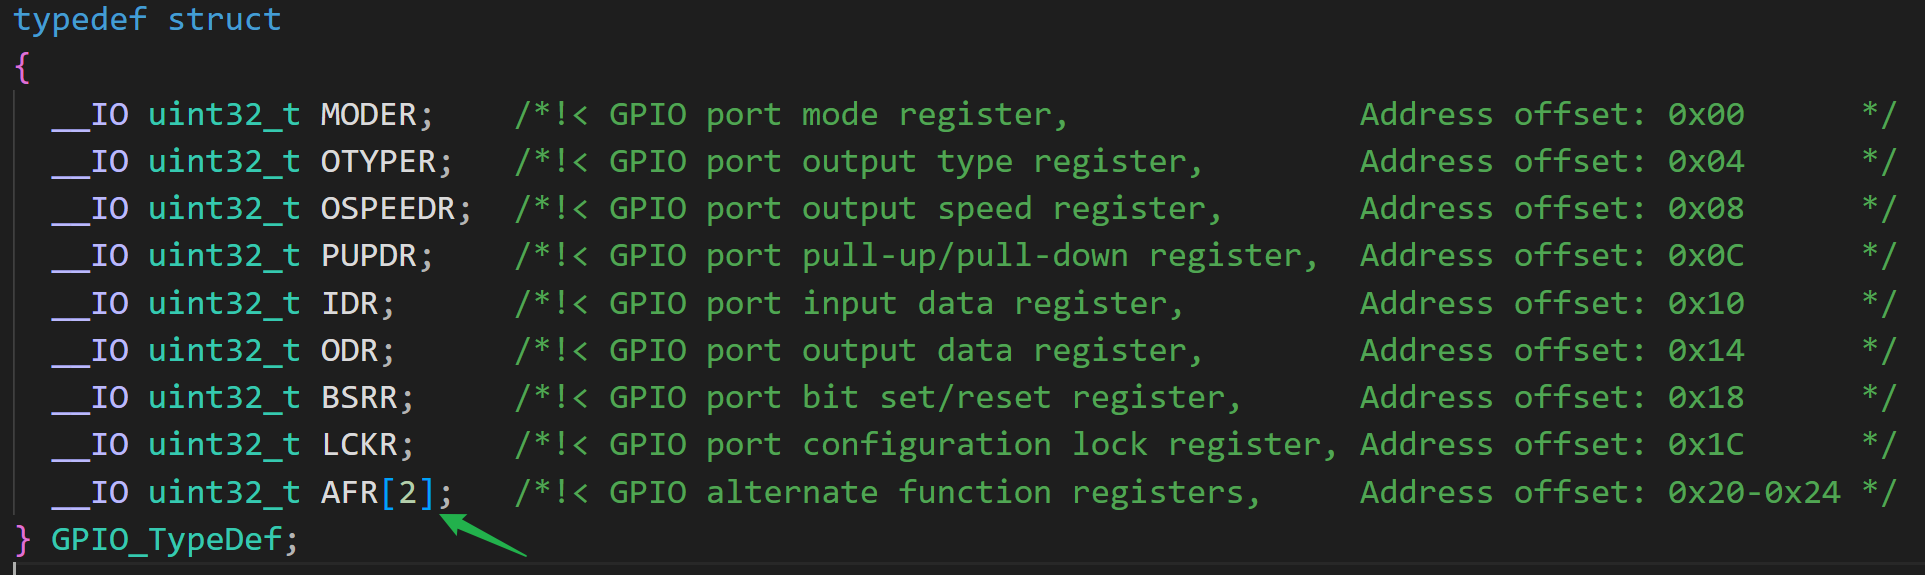 typedef struct
{
  __IO uint32_t MODER;    /*!< GPIO port mode register,               Address offset: 0x00      */
  __IO uint32_t OTYPER;   /*!< GPIO port output type register,        Address offset: 0x04      */
  __IO uint32_t OSPEEDR;  /*!< GPIO port output speed register,       Address offset: 0x08      */
  __IO uint32_t PUPDR;    /*!< GPIO port pull-up/pull-down register,  Address offset: 0x0C      */
  __IO uint32_t IDR;      /*!< GPIO port input data register,         Address offset: 0x10      */
  __IO uint32_t ODR;      /*!< GPIO port output data register,        Address offset: 0x14      */
  __IO uint32_t BSRR;     /*!< GPIO port bit set/reset register,      Address offset: 0x18      */
  __IO uint32_t LCKR;     /*!< GPIO port configuration lock register, Address offset: 0x1C      */
  __IO uint32_t AFR[2];   /*!< GPIO alternate function registers,     Address offset: 0x20-0x24 */
} GPIO_TypeDef;